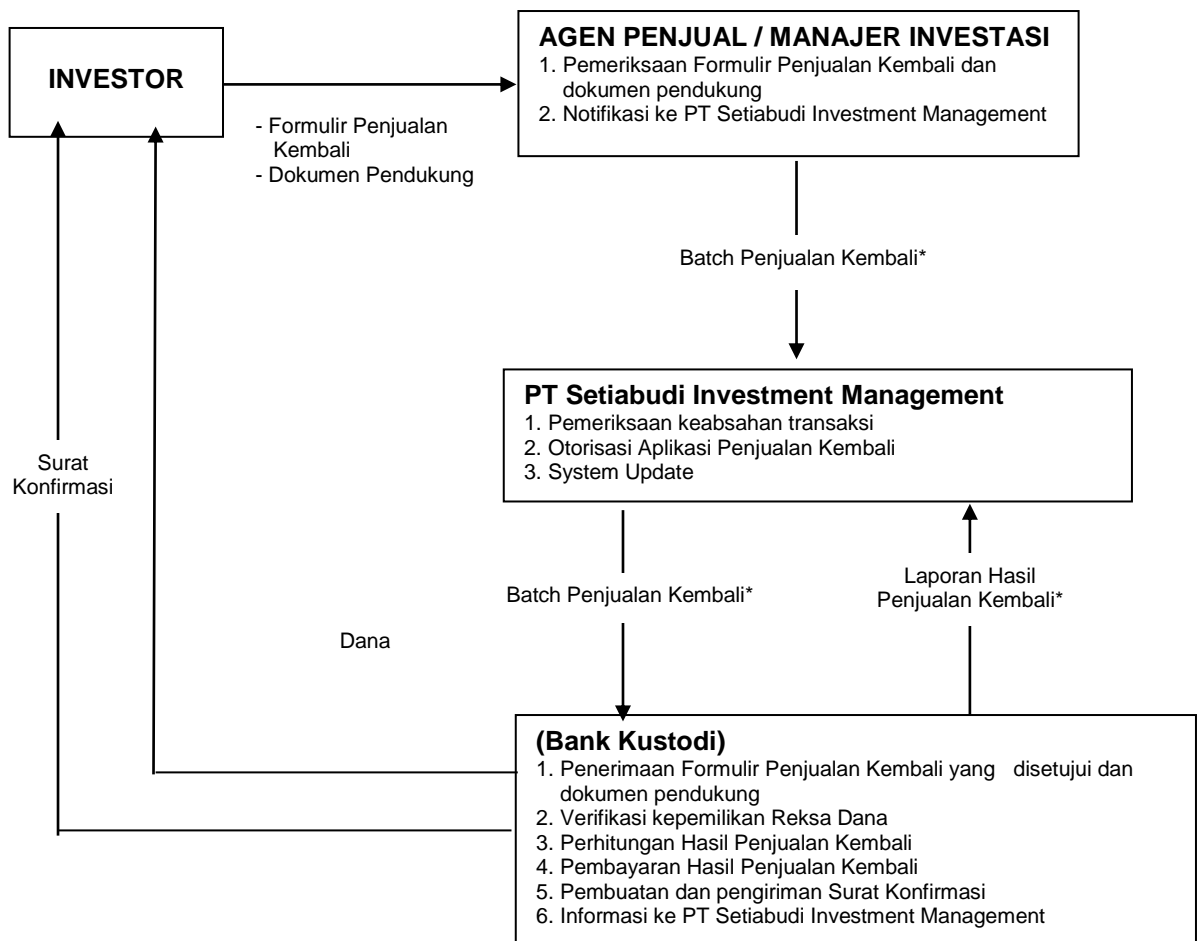 INVESTOR
- Formulir Penjualan
Kembali
- Dokumen Pendukung
AGEN PENJUAL / MANAJER INVESTASI
1. Pemeriksaan Formulir Penjualan Kembali dan
dokumen pendukung
2. Notifikasi ke PT Setiabudi Investment Management
Batch Penjualan Kembali*
PT Setiabudi Investment Management
1. Pemeriksaan keabsahan transaksi
2. Otorisasi Aplikasi Penjualan Kembali
3. System Update
Surat
Konfirmasi
Batch Penjualan Kembali*
Laporan Hasil
Penjualan Kembali*
Dana
(Bank Kustodi)
1. Penerimaan Formulir Penjualan Kembali yang disetujui dan
dokumen pendukung
2. Verifikasi kepemilikan Reksa Dana
3. Perhitungan Hasil Penjualan Kembali
4. Pembayaran Hasil Penjualan Kembali
5. Pembuatan dan pengiriman Surat Konfirmasi
6. Informasi ke PT Setiabudi Investment Management